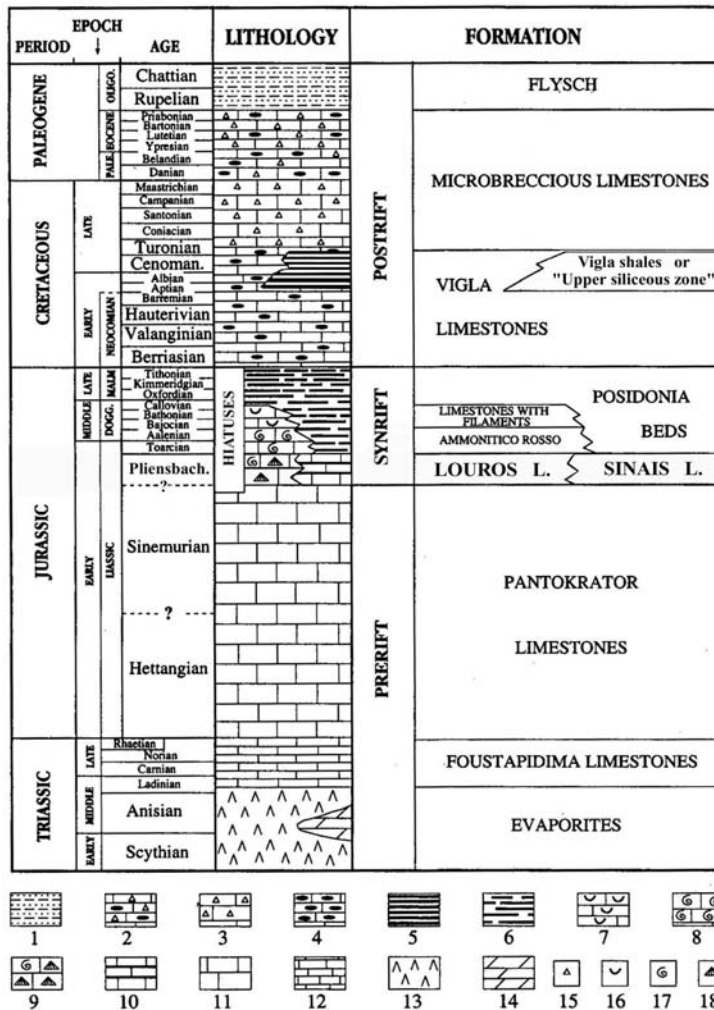 EPOCH
PERIOD
AGE
LITHOLOGY
FORMATION
PALEOGENE
OLIGO.
EOCENE
PALE.
Chattian
Rupelian
Priabonian
Bartonian
Lutetian
Ypresian
Belandian
Danian
CRETACEOUS
LATE
EARLY
NEOCOMIAN
Maastrichian
Campanian
Santonian
Coniacian
Turonian
Cenoman.
Albian
Aptian
Barremian
Hauterivian
Valanginian
Berriasian
JURASSIC
LATE
MALM
MIDDLE
DOGG.
EARLY
LIASSIC
Tithonian
Kimmeridgian
Oxfordian
Callovian
Bathonian
Bajocian
Aalenian
Toarcian
Pliensbach.
?
Sinemurian
?
Hettangian
TRIASSIC
LATE
MIDDLE
EARLY
Rhaetian
Norian
Carnian
Ladinian
Anisian
Scythian
HIATUSES
POSTRIFT
SYNRIFT
PRERIFT
FLYSCH
MICROBRECCIOUS LIMESTONES
Vigla shales or
"Upper siliceous zone"
VIGLA
LIMESTONES
POSIDONIA
BEDS
LIMESTONES WITH
FILAMENTS
AMMONITICO ROSSO
LOUROS L.
SINAIS L.
PANTOKRATOR
LIMESTONES
FOUSTAPIDIMA LIMESTONES
EVAPORITES
1 2 3 4 5 6 7 8
9 10 11 12 13 14 15 16 17 18